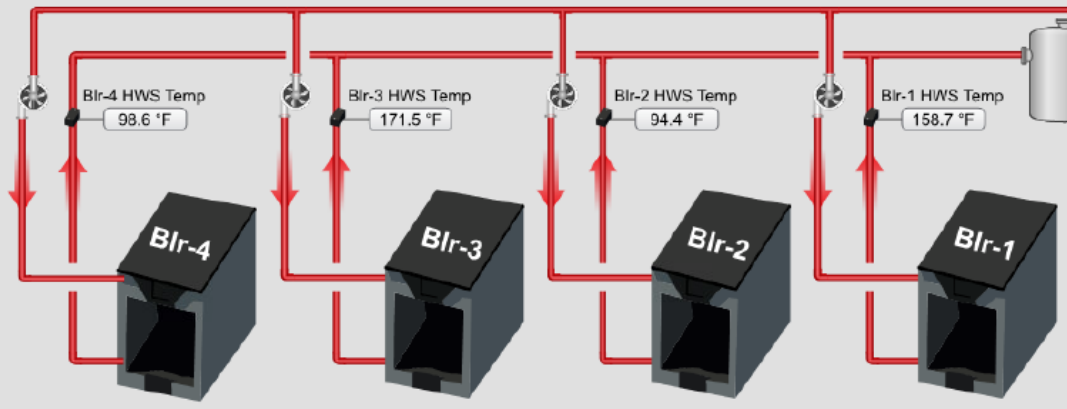 Blr-4 HWS Temp
98.6 °F
Blr-3 HWS Temp
171.5 °F
Blr-2 HWS Temp
94.4 °F
Blr-1 HWS Temp
158.7 °F
Blr-4
Blr-3
Blr-2
Blr-1